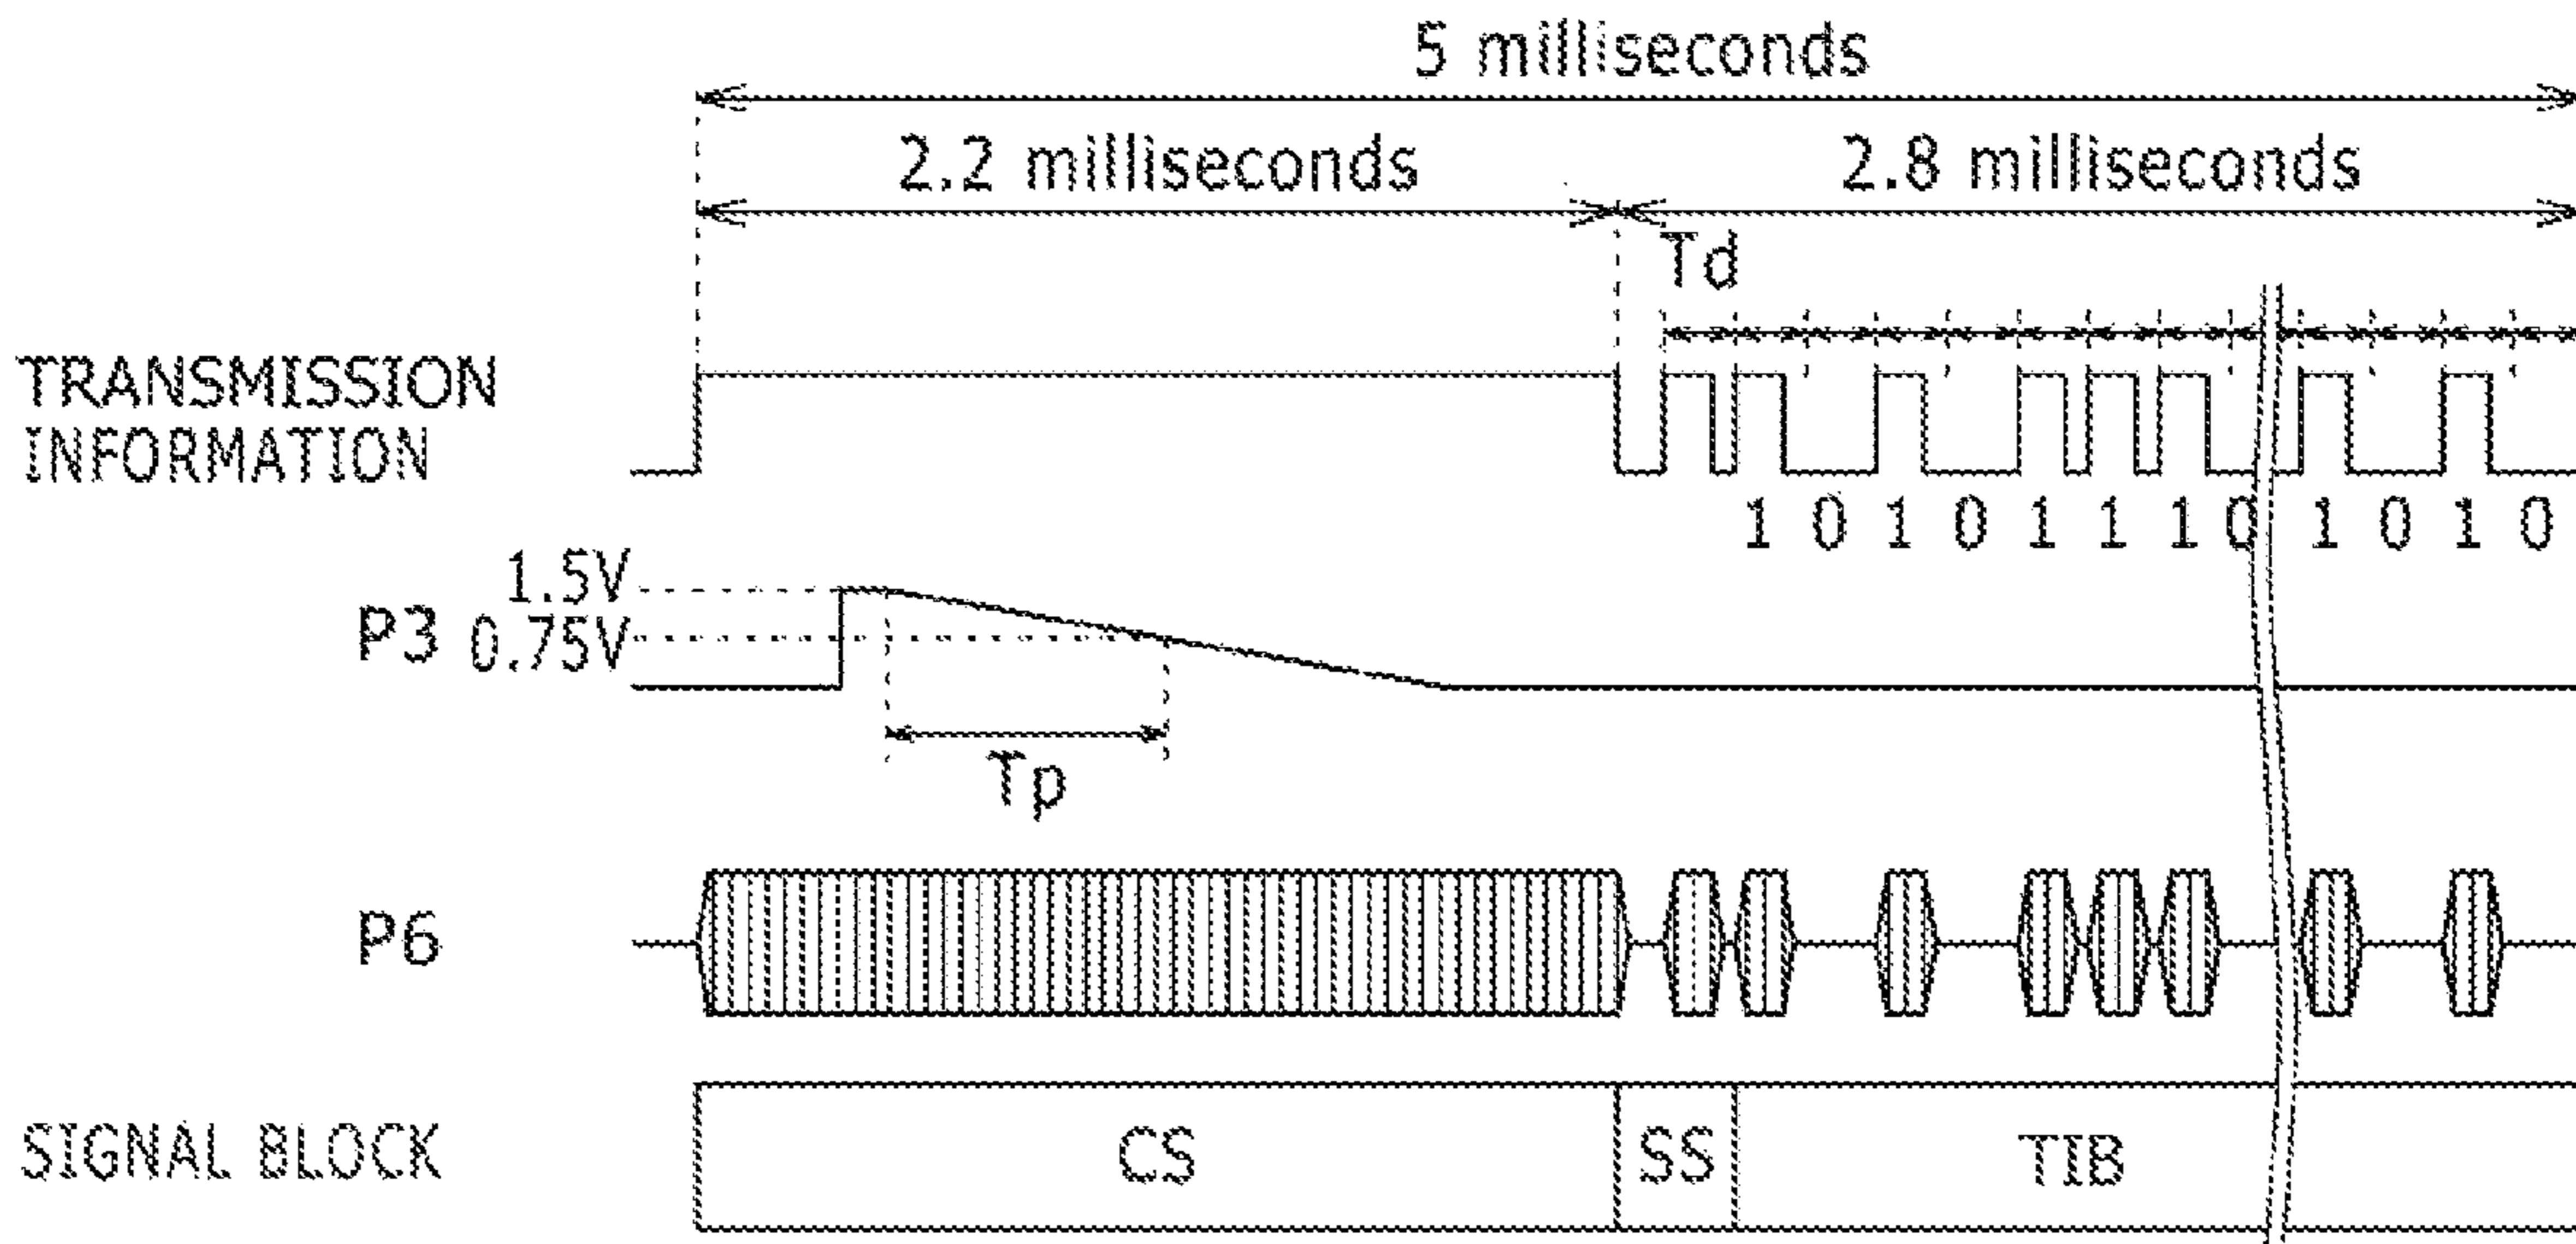 5 milliseconds
2.2 milliseconds 2.8 milliseconds
Td
TRANSMISSION
INFORMATION
1 0 1 0 1 1 1 0 1 0 1 0
1.5V
P3 0.75V
Tp
P6
SIGNAL BLOCK CS SS TIB